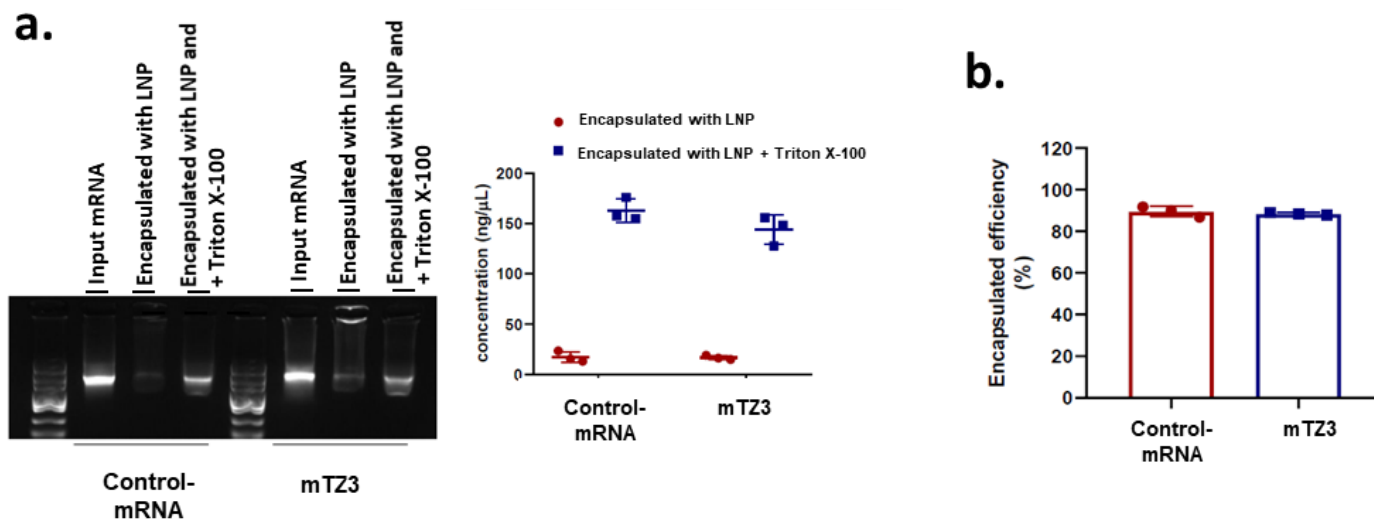 a.
Input mRNA
Encapsulated with LNP
Encapsulated with LNP and
+ Triton X-100
Input mRNA
Encapsulated with LNP
Encapsulated with LNP and
+ Triton X-100
Control-
mRNA
mTZ3
Encapsulated with LNP
Encapsulated with LNP + Triton X-100
concentration (ng/µL)
200
150
100
50
0
Control-
mRNA
mTZ3
b.
Encapsulated efficiency
(%)
120
100
80
60
40
20
0
Control-
mRNA
mTZ3